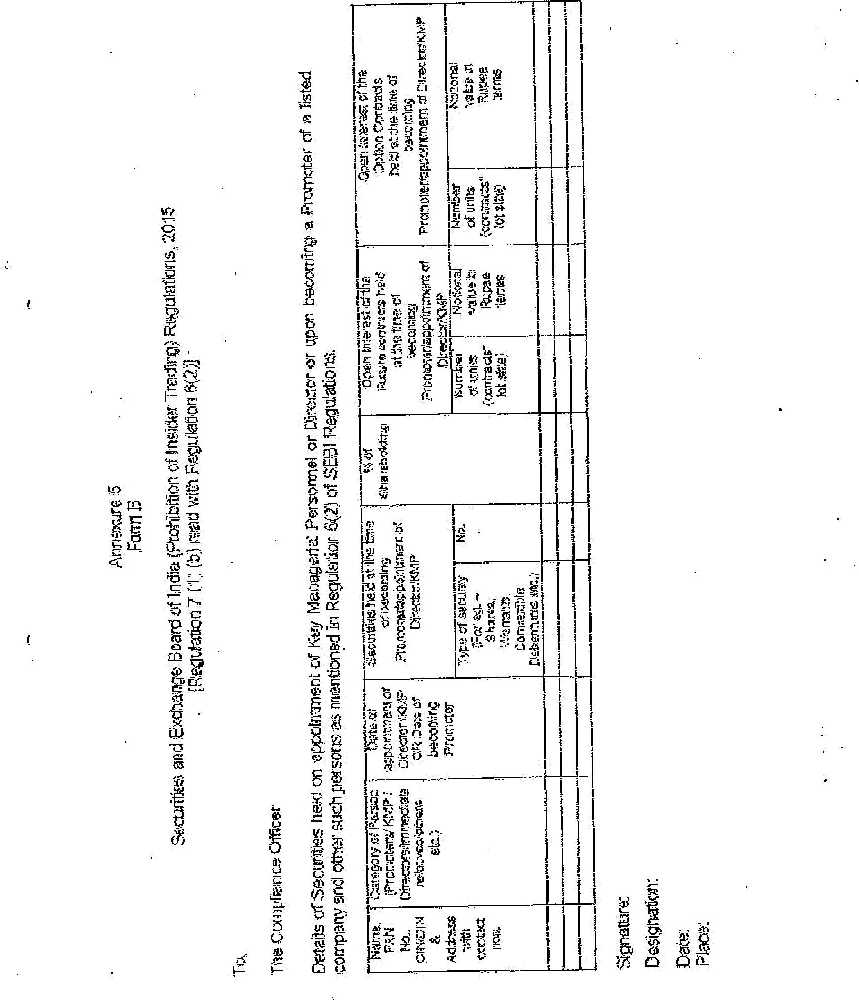 Annexure 5
Form B
Securities and Exchange Board of India (Prohibition of Insider Trading) Regulations, 2015
[Regulation 7 (1) (b) read with Regulation 6(2)]
To,
The Compliance Officer
Details of Securities held on appointment of Key Managerial Personnel or Director or upon becoming a Promoter of a listed
company and other such persons as mentioned in Regulation 6(2) of SEBI Regulations.
Name,
PAN
No.,
CIN/DIN
&
Address
with
contact
nos.
Category of Person
(Promoters/ KMP /
Directors/immediate
relatives/others
etc.)
Date of
appointment of
Director/KMP
OR Date of
becoming
Promoter
Securities held at the time
of becoming
Promoter/appointment of
Director/KMP
Type of security
(For eg. –
Shares,
Warrants,
Convertible
Debentures etc.)
No.
% of
Shareholding
Open Interest of the
Future contracts held
at the time of
becoming
Promoter/appointment of
Director/KMP
Number
of units
(contracts*
lot size)
Notional
value in
Rupee
terms
Open Interest of the
Option Contracts
held at the time of
becoming
Promoter/appointment of Director/KMP
Number
of units
(contracts*
lot size)
Notional
value in
Rupee
terms
Signature:
Designation:
Date:
Place: